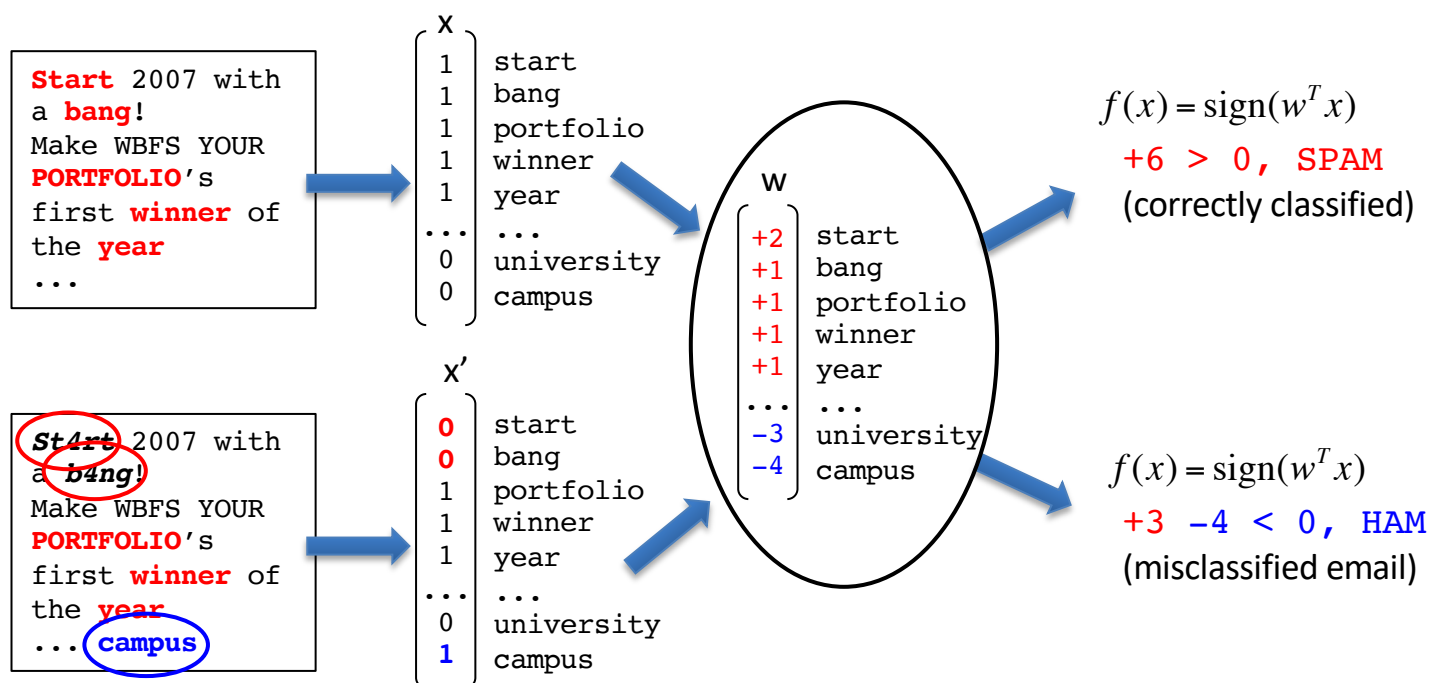 Start 2007 with
a bang!
Make WBFS YOUR
PORTFOLIO's
first winner of
the year
...
x
1 start
1 bang
1 portfolio
1 winner
1 year
... ...
0 university
0 campus
St4rt 2007 with
a b4ng!
Make WBFS YOUR
PORTFOLIO's
first winner of
the year
... campus
x’
0 start
0 bang
1 portfolio
1 winner
1 year
... ...
0 university
1 campus
w
+2 start
+1 bang
+1 portfolio
+1 winner
+1 year
... ...
-3 university
-4 campus
f(x) = sign(w^T x)
+6 > 0, SPAM
(correctly classified)
f(x) = sign(w^T x)
+3 -4 < 0, HAM
(misclassified email)